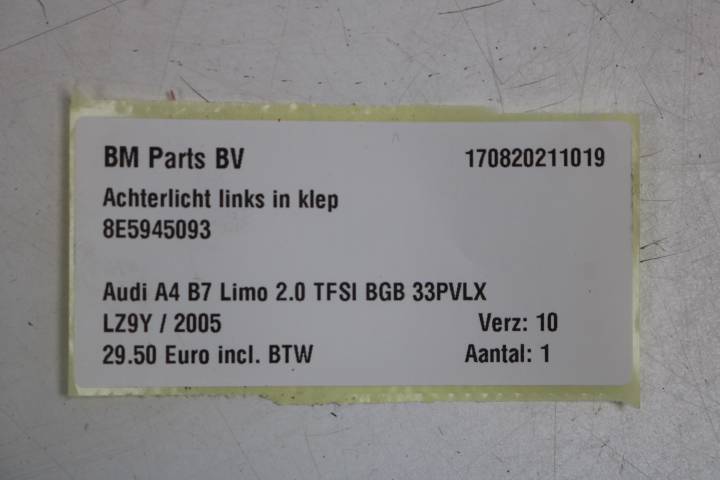 BM Parts BV 170820211019
Achterlicht links in klep
8E5945093
Audi A4 B7 Limo 2.0 TFSI BGB 33PVLX
LZ9Y / 2005 Verz: 10
29.50 Euro incl. BTW Aantal: 1